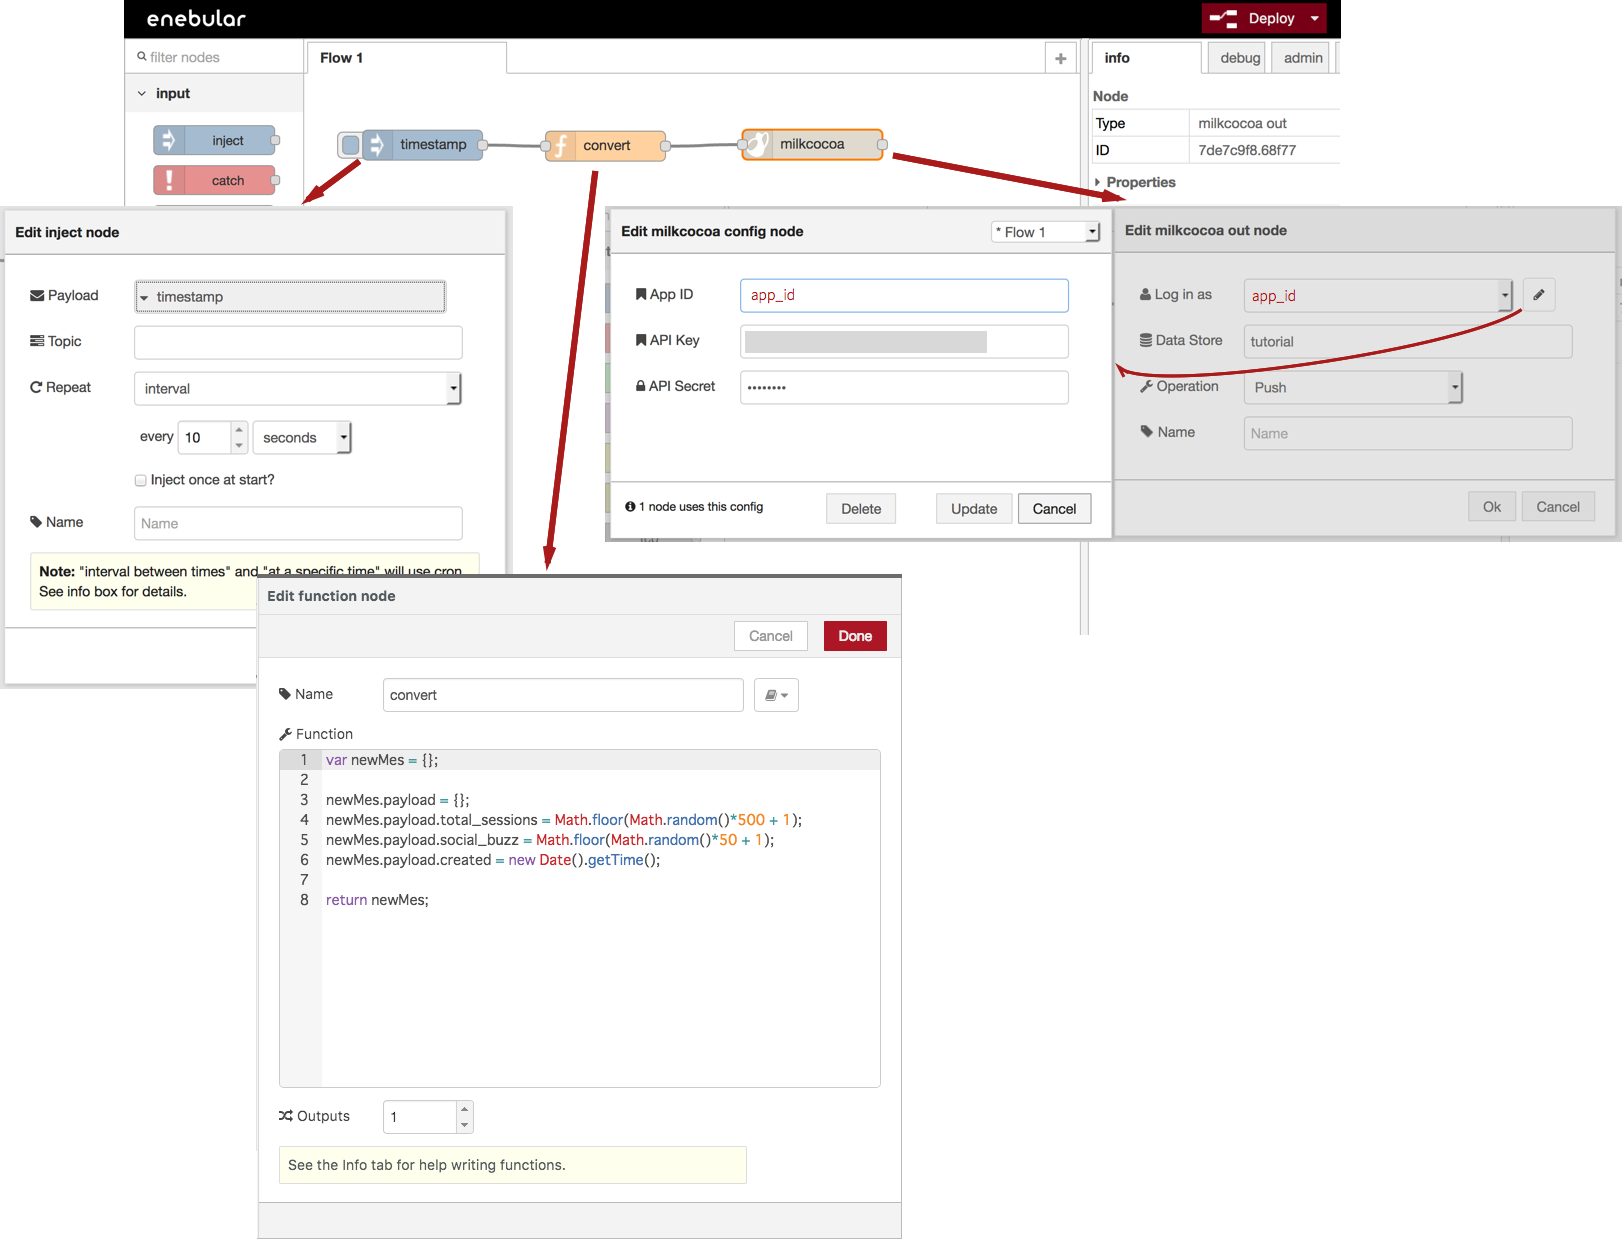 enebular
Deploy
filter nodes
Flow 1
+
info
debug
admin
input
inject
catch
timestamp
convert
milkcocoa
Node
Type milkcocoa out
ID 7de7c9f8.68f77
Properties
Edit inject node
Payload timestamp
Topic
Repeat interval
every 10 seconds
Inject once at start?
Name Name
Note: "interval between times" and "at a specific time" will use cron.
See info box for details.
Edit milkcocoa config node * Flow 1
App ID app_id
API Key
API Secret ••••••••
1 node uses this config
Delete Update Cancel
Edit milkcocoa out node
Log in as app_id
Data Store tutorial
Operation Push
Name Name
Ok Cancel
Edit function node
Cancel Done
Name convert
Function
1 var newMes = {};
2
3 newMes.payload = {};
4 newMes.payload.total_sessions = Math.floor(Math.random()*500 + 1);
5 newMes.payload.social_buzz = Math.floor(Math.random()*50 + 1);
6 newMes.payload.created = new Date().getTime();
7
8 return newMes;
Outputs 1
See the Info tab for help writing functions.